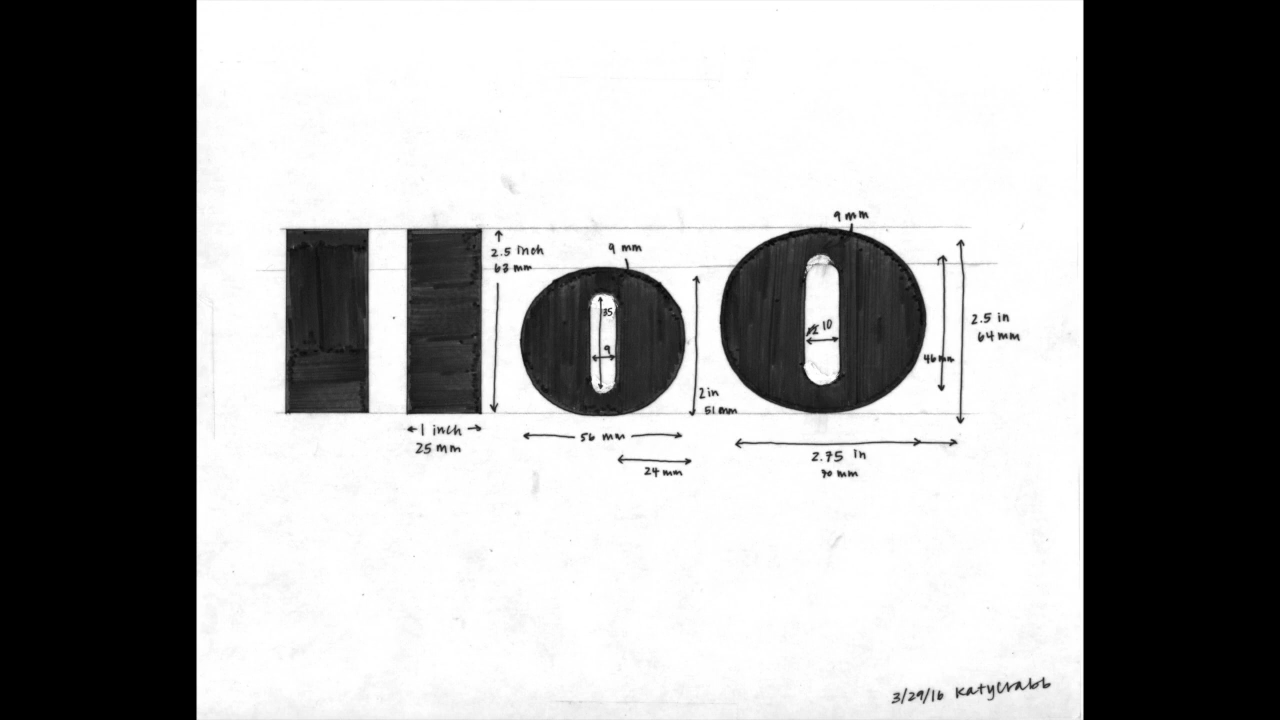 9 mm
2.5 inch
63 mm
9 mm
35
10
9
2.5 in
64 mm
46 mm
2 in
51 mm
1 inch
25 mm
56 mm
24 mm
2.75 in
70 mm
3/29/16 Katy Crabb